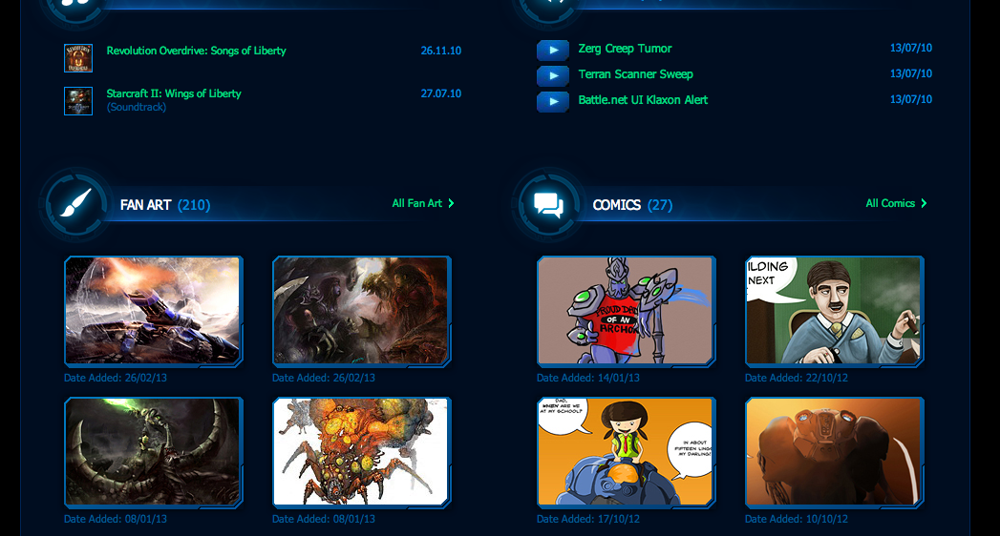 Revolution Overdrive: Songs of Liberty 26.11.10
Starcraft II: Wings of Liberty 27.07.10
(Soundtrack)
Zerg Creep Tumor 13/07/10
Terran Scanner Sweep 13/07/10
Battle.net UI Klaxon Alert 13/07/10
FAN ART (210) All Fan Art
COMICS (27) All Comics
PROUD DAD
OF AN
ARCHON
ILDING
NEXT
Date Added: 26/02/13
Date Added: 26/02/13
Date Added: 14/01/13
Date Added: 22/10/12
DAD,
WHEN ARE WE
AT MY SCHOOL?
IN ABOUT
FIFTEEN LINGS
MY DARLING!
Date Added: 08/01/13
Date Added: 08/01/13
Date Added: 17/10/12
Date Added: 10/10/12